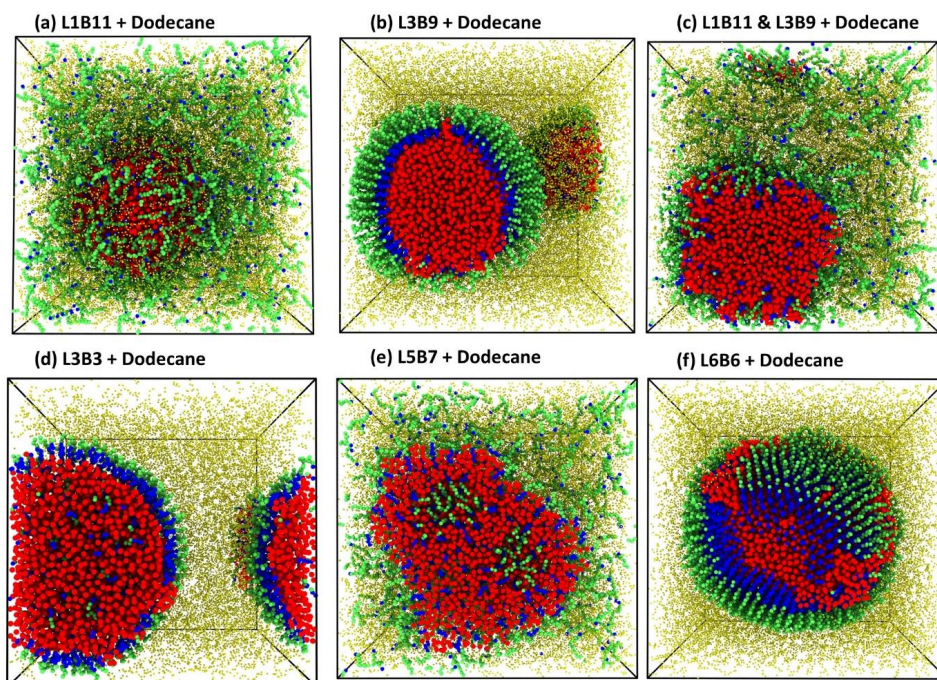 (a) L1B11 + Dodecane
(b) L3B9 + Dodecane
(c) L1B11 & L3B9 + Dodecane
(d) L3B3 + Dodecane
(e) L5B7 + Dodecane
(f) L6B6 + Dodecane